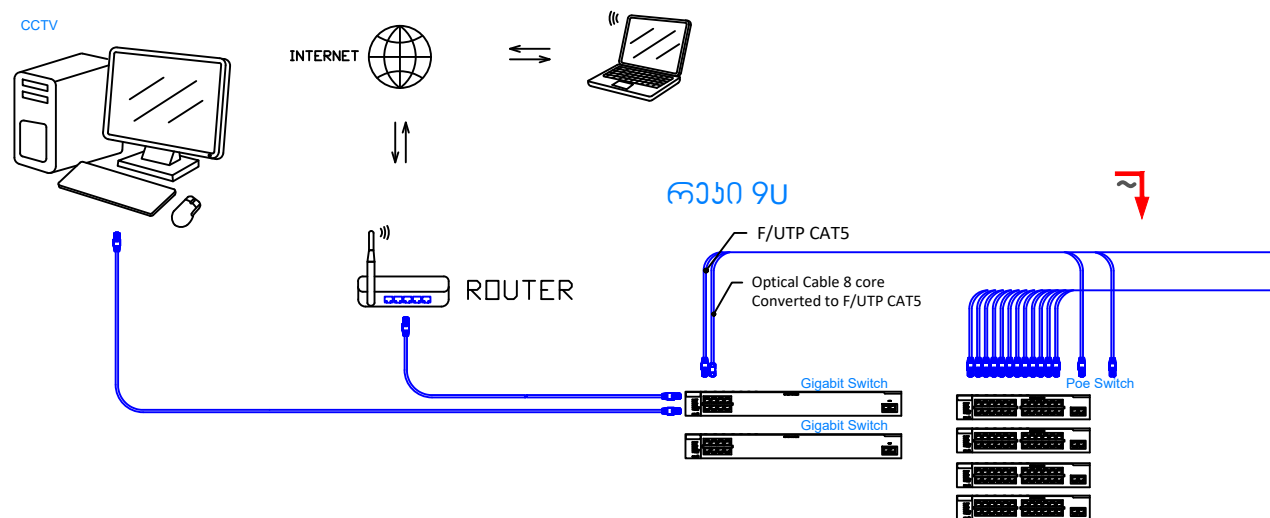 CCTV
INTERNET
რეკი 9U
F/UTP CAT5
Optical Cable 8 core
Converted to F/UTP CAT5
ROUTER
Gigabit Switch
Poe Switch
Gigabit Switch